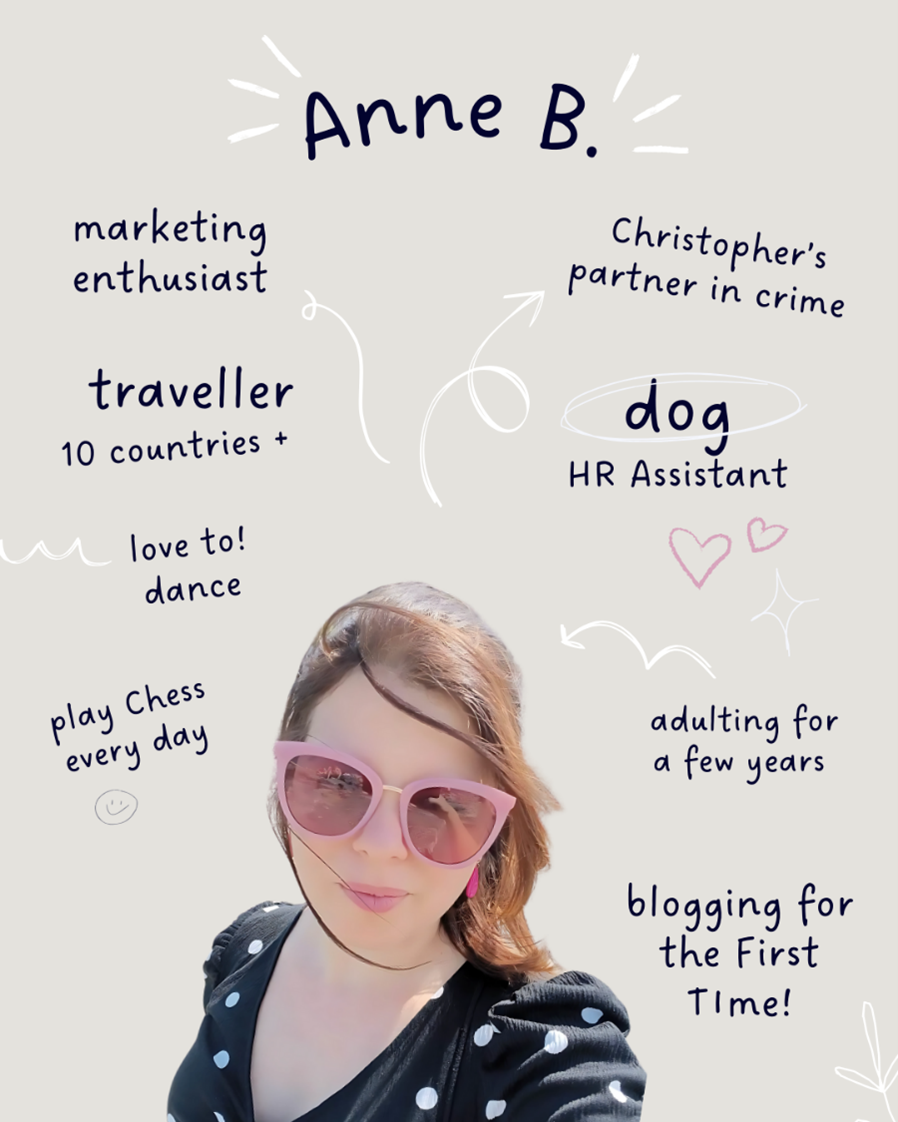 Anne B.
marketing
enthusiast
Christopher's
partner in crime
traveller
10 countries +
dog
HR Assistant
love to!
dance
play Chess
every day
adulting for
a few years
blogging for
the First
TIme!